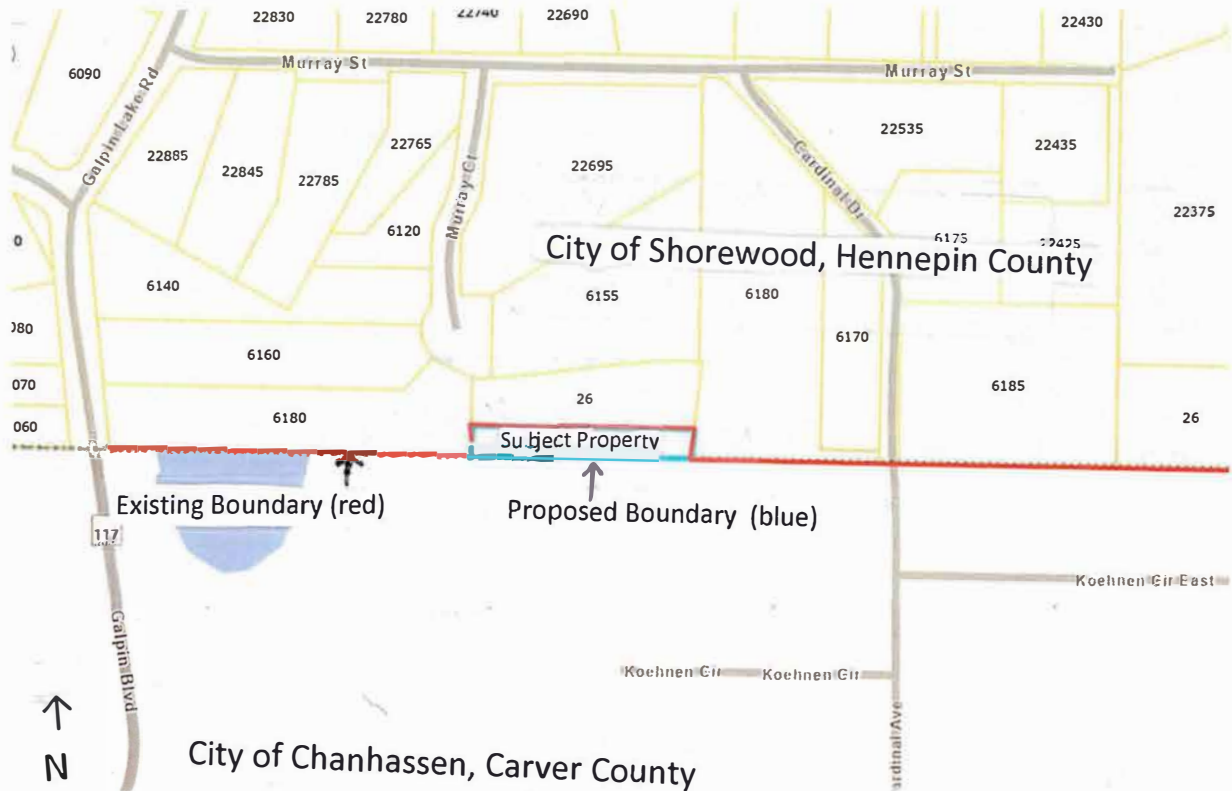 22830
22780
22740
22690
22430
6090
Murray St
Murray St
Galpin Lake Rd
22885
22845
22785
22765
Murray Ct
22695
Cardinal Dr
22535
22435
22375
6120
6175
22425
City of Shorewood, Hennepin County
0
6140
6155
6180
6170
080
6160
6185
070
6180
26
26
060
Subject Property
Existing Boundary (red)
Proposed Boundary (blue)
117
Koehnen Cir East
Galpin Blvd
Koehnen Cir
Koehnen Cir
N
City of Chanhassen, Carver County
ardinal Ave